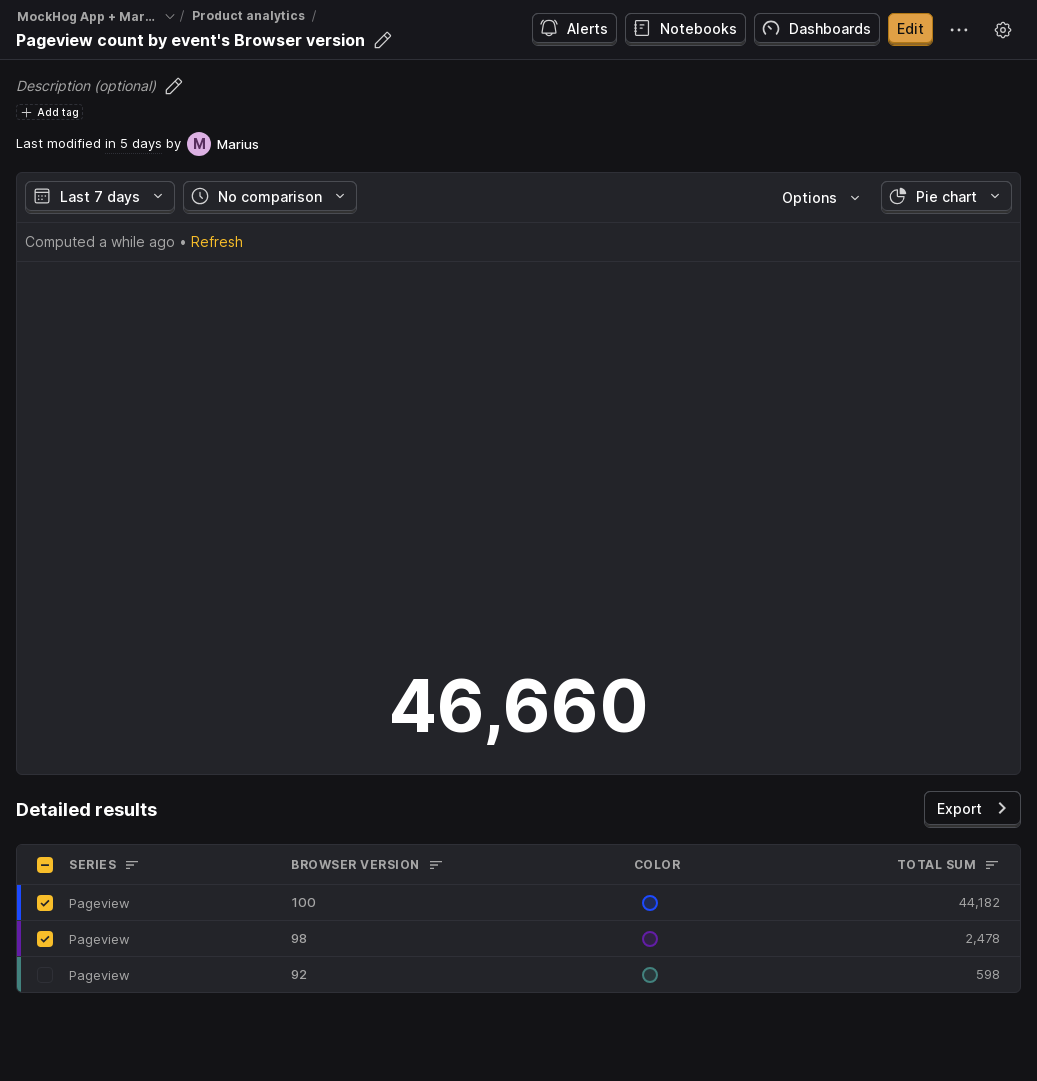 MockHog App + Mar... / Product analytics /
Pageview count by event's Browser version
Alerts
Notebooks
Dashboards
Edit
Description (optional)
Add tag
Last modified in 5 days by M Marius
Last 7 days
No comparison
Options
Pie chart
Computed a while ago • Refresh
46,660
Detailed results
Export
SERIES BROWSER VERSION COLOR TOTAL SUM
Pageview 100 44,182
Pageview 98 2,478
Pageview 92 598